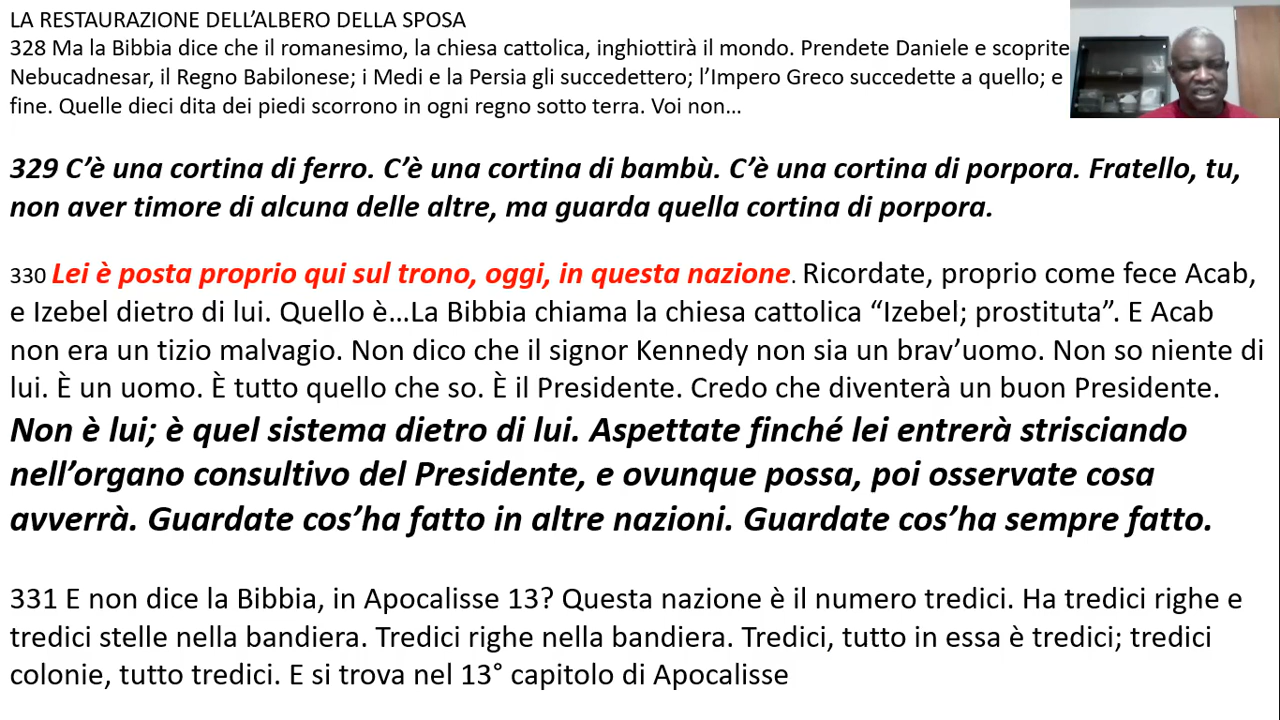 LA RESTAURAZIONE DELL’ALBERO DELLA SPOSA
328 Ma la Bibbia dice che il romanesimo, la chiesa cattolica, inghiottirà il mondo. Prendete Daniele e scoprite
Nebucadnesar, il Regno Babilonese; i Medi e la Persia gli succedettero; l’Impero Greco succedette a quello; e
fine. Quelle dieci dita dei piedi scorrono in ogni regno sotto terra. Voi non…
329 C’è una cortina di ferro. C’è una cortina di bambù. C’è una cortina di porpora. Fratello, tu,
non aver timore di alcuna delle altre, ma guarda quella cortina di porpora.
330 Lei è posta proprio qui sul trono, oggi, in questa nazione. Ricordate, proprio come fece Acab,
e Izebel dietro di lui. Quello è…La Bibbia chiama la chiesa cattolica “Izebel; prostituta”. E Acab
non era un tizio malvagio. Non dico che il signor Kennedy non sia un brav’uomo. Non so niente di
lui. È un uomo. È tutto quello che so. È il Presidente. Credo che diventerà un buon Presidente.
Non è lui; è quel sistema dietro di lui. Aspettate finché lei entrerà strisciando
nell’organo consultivo del Presidente, e ovunque possa, poi osservate cosa
avverrà. Guardate cos’ha fatto in altre nazioni. Guardate cos’ha sempre fatto.
331 E non dice la Bibbia, in Apocalisse 13? Questa nazione è il numero tredici. Ha tredici righe e
tredici stelle nella bandiera. Tredici righe nella bandiera. Tredici, tutto in essa è tredici; tredici
colonie, tutto tredici. E si trova nel 13° capitolo di Apocalisse